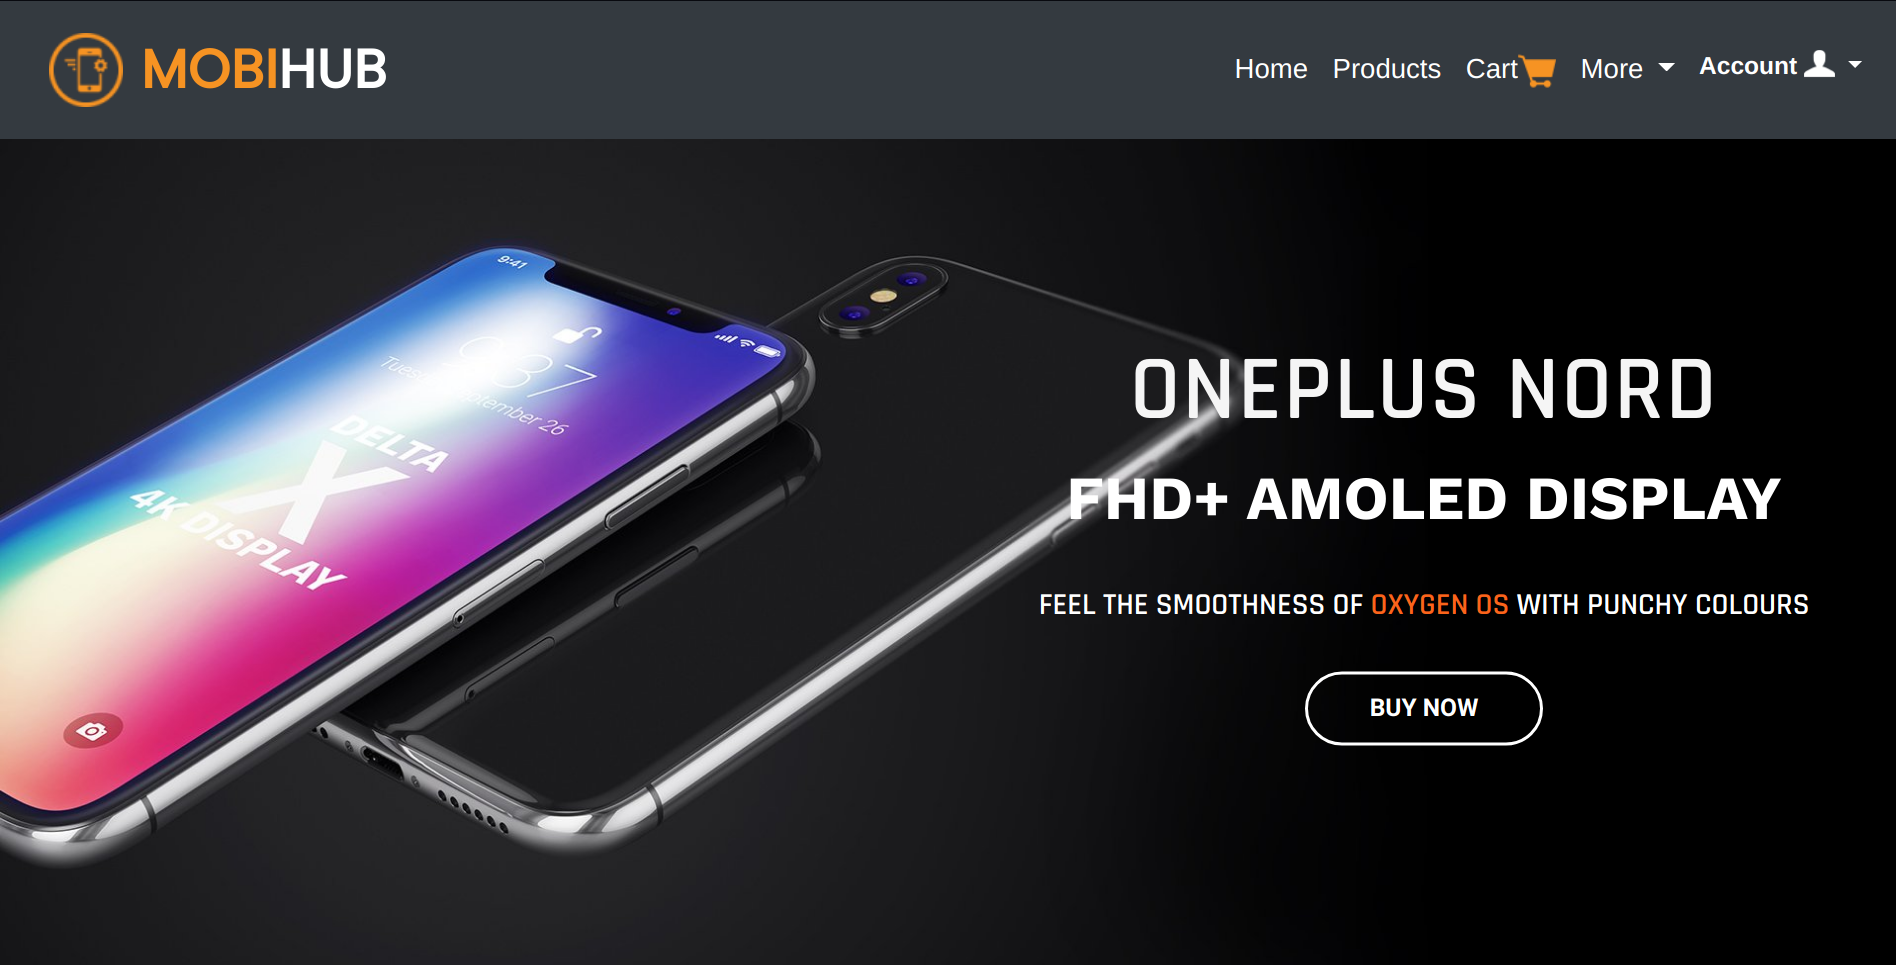 MOBIHUB
Home Products Cart More Account
9:41
9:37
Tuesday September 26
DELTA
X
4K DISPLAY
ONEPLUS NORD
FHD+ AMOLED DISPLAY
FEEL THE SMOOTHNESS OF OXYGEN OS WITH PUNCHY COLOURS
BUY NOW